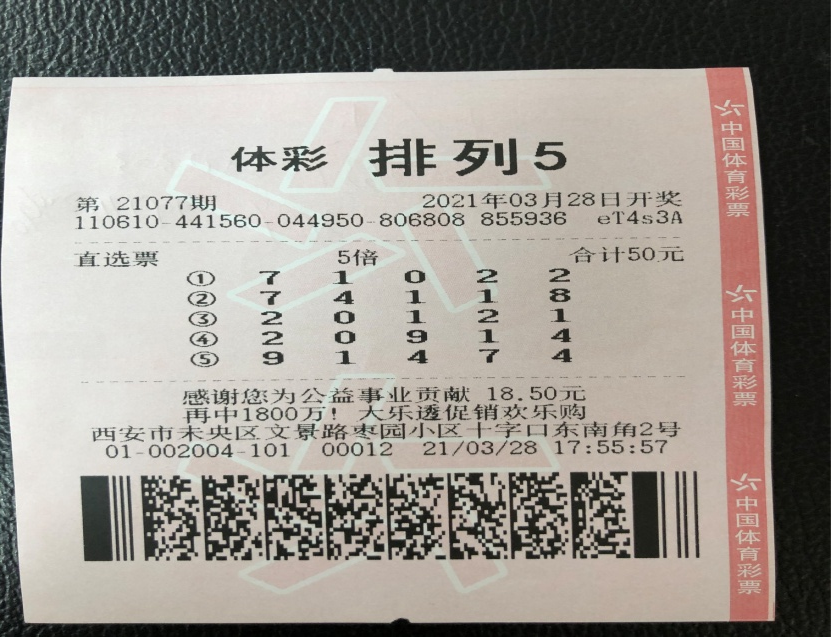 体彩 排列5
第 21077期 2021年03月28日开奖
110610-441560-044950-806808 855936 eT4s3A
直选票 5倍 合计50元
① 7 1 0 2 2
② 7 4 1 1 8
③ 2 0 1 2 1
④ 2 0 9 1 4
⑤ 9 1 4 7 4
感谢您为公益事业贡献 18.50元
再中1800万！大乐透促销欢乐购
西安市未央区文景路枣园小区十字口东南角2号
01-002004-101 00012 21/03/28 17:55:57
中国体育彩票
中国体育彩票
中国体育彩票